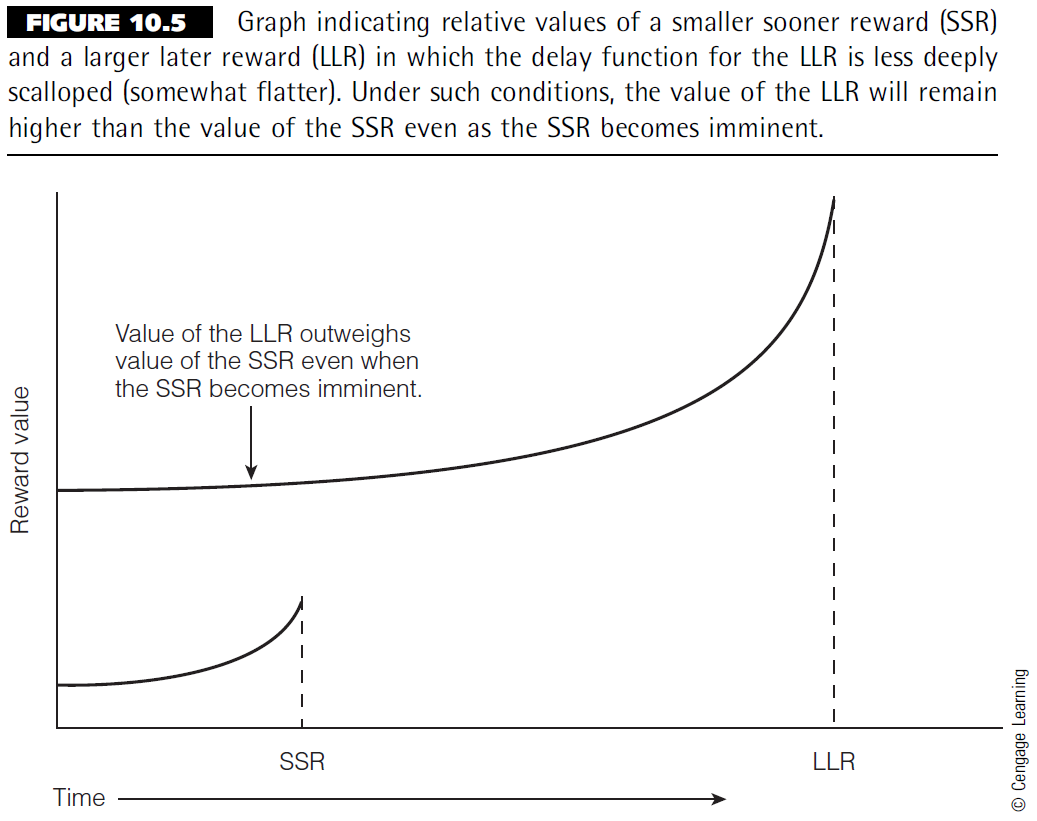 FIGURE 10.5 Graph indicating relative values of a smaller sooner reward (SSR)
and a larger later reward (LLR) in which the delay function for the LLR is less deeply
scalloped (somewhat flatter). Under such conditions, the value of the LLR will remain
higher than the value of the SSR even as the SSR becomes imminent.
Value of the LLR outweighs
value of the SSR even when
the SSR becomes imminent.
Reward value
SSR
LLR
Time
© Cengage Learning